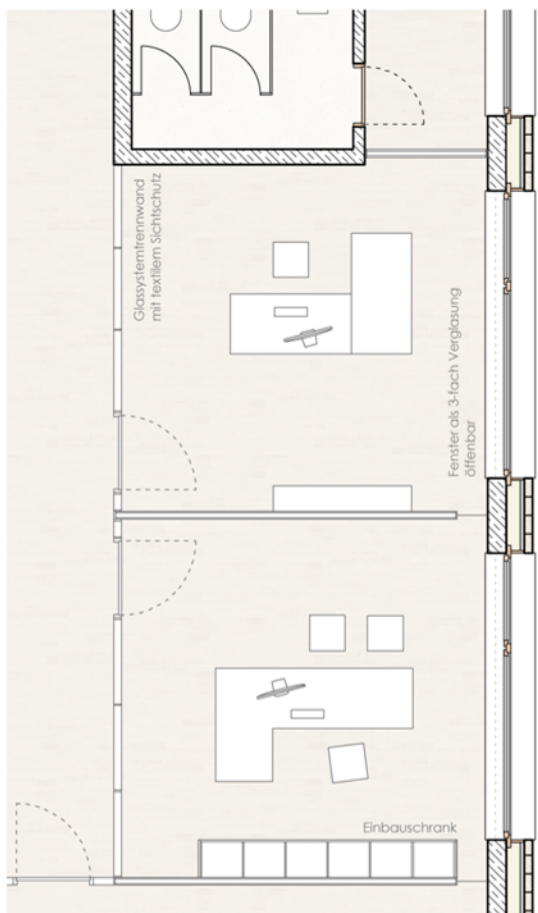 Glassystemtrennwand
mit textilem Sichtschutz
Fenster als 3-fach Verglasung
öffenbar
Einbauschrank